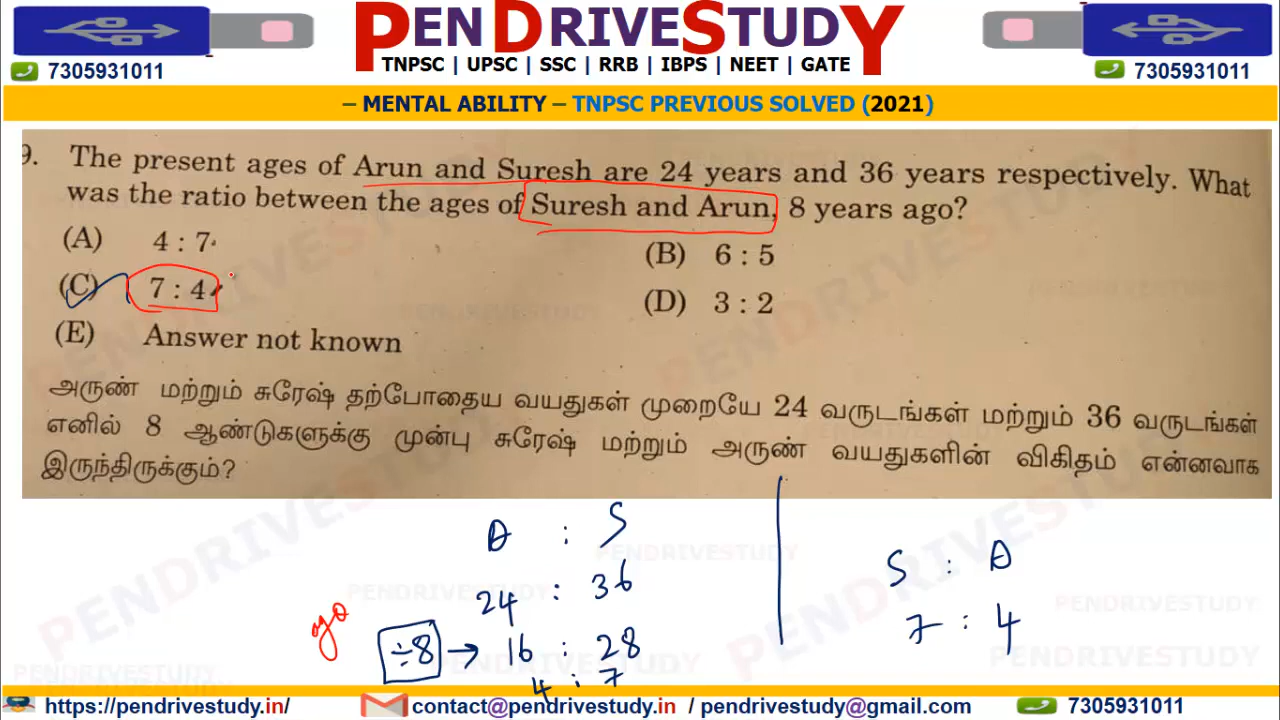 PENDRIVESTUDY
TNPSC | UPSC | SSC | RRB | IBPS | NEET | GATE
7305931011
7305931011
– MENTAL ABILITY – TNPSC PREVIOUS SOLVED (2021)
9. The present ages of Arun and Suresh are 24 years and 36 years respectively. What
was the ratio between the ages of Suresh and Arun, 8 years ago?
(A) 4 : 7
(B) 6 : 5
(C) 7 : 4
(D) 3 : 2
(E) Answer not known
அருண் மற்றும் சுரேஷ் தற்போதைய வயதுகள் முறையே 24 வருடங்கள் மற்றும் 36 வருடங்கள்
எனில் 8 ஆண்டுகளுக்கு முன்பு சுரேஷ் மற்றும் அருண் வயதுகளின் விகிதம் என்னவாக
இருந்திருக்கும்?
A : S
24 : 36
ago
÷8 → 16 : 28
4 : 7
S : A
7 : 4
PENDRIVESTUDY
https://pendrivestudy.in/
contact@pendrivestudy.in / pendrivestudy@gmail.com
7305931011